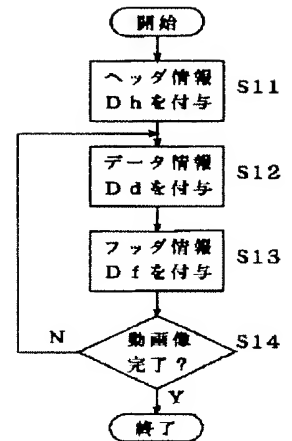 開始
ヘッダ情報
Dhを付与
S11
データ情報
Ddを付与
S12
フッダ情報
Dfを付与
S13
動画像
完了?
S14
N
Y
終了